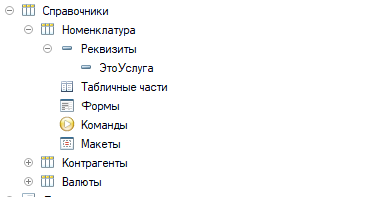 Справочники
Номенклатура
Реквизиты
ЭтоУслуга
Табличные части
Формы
Команды
Макеты
Контрагенты
Валюты